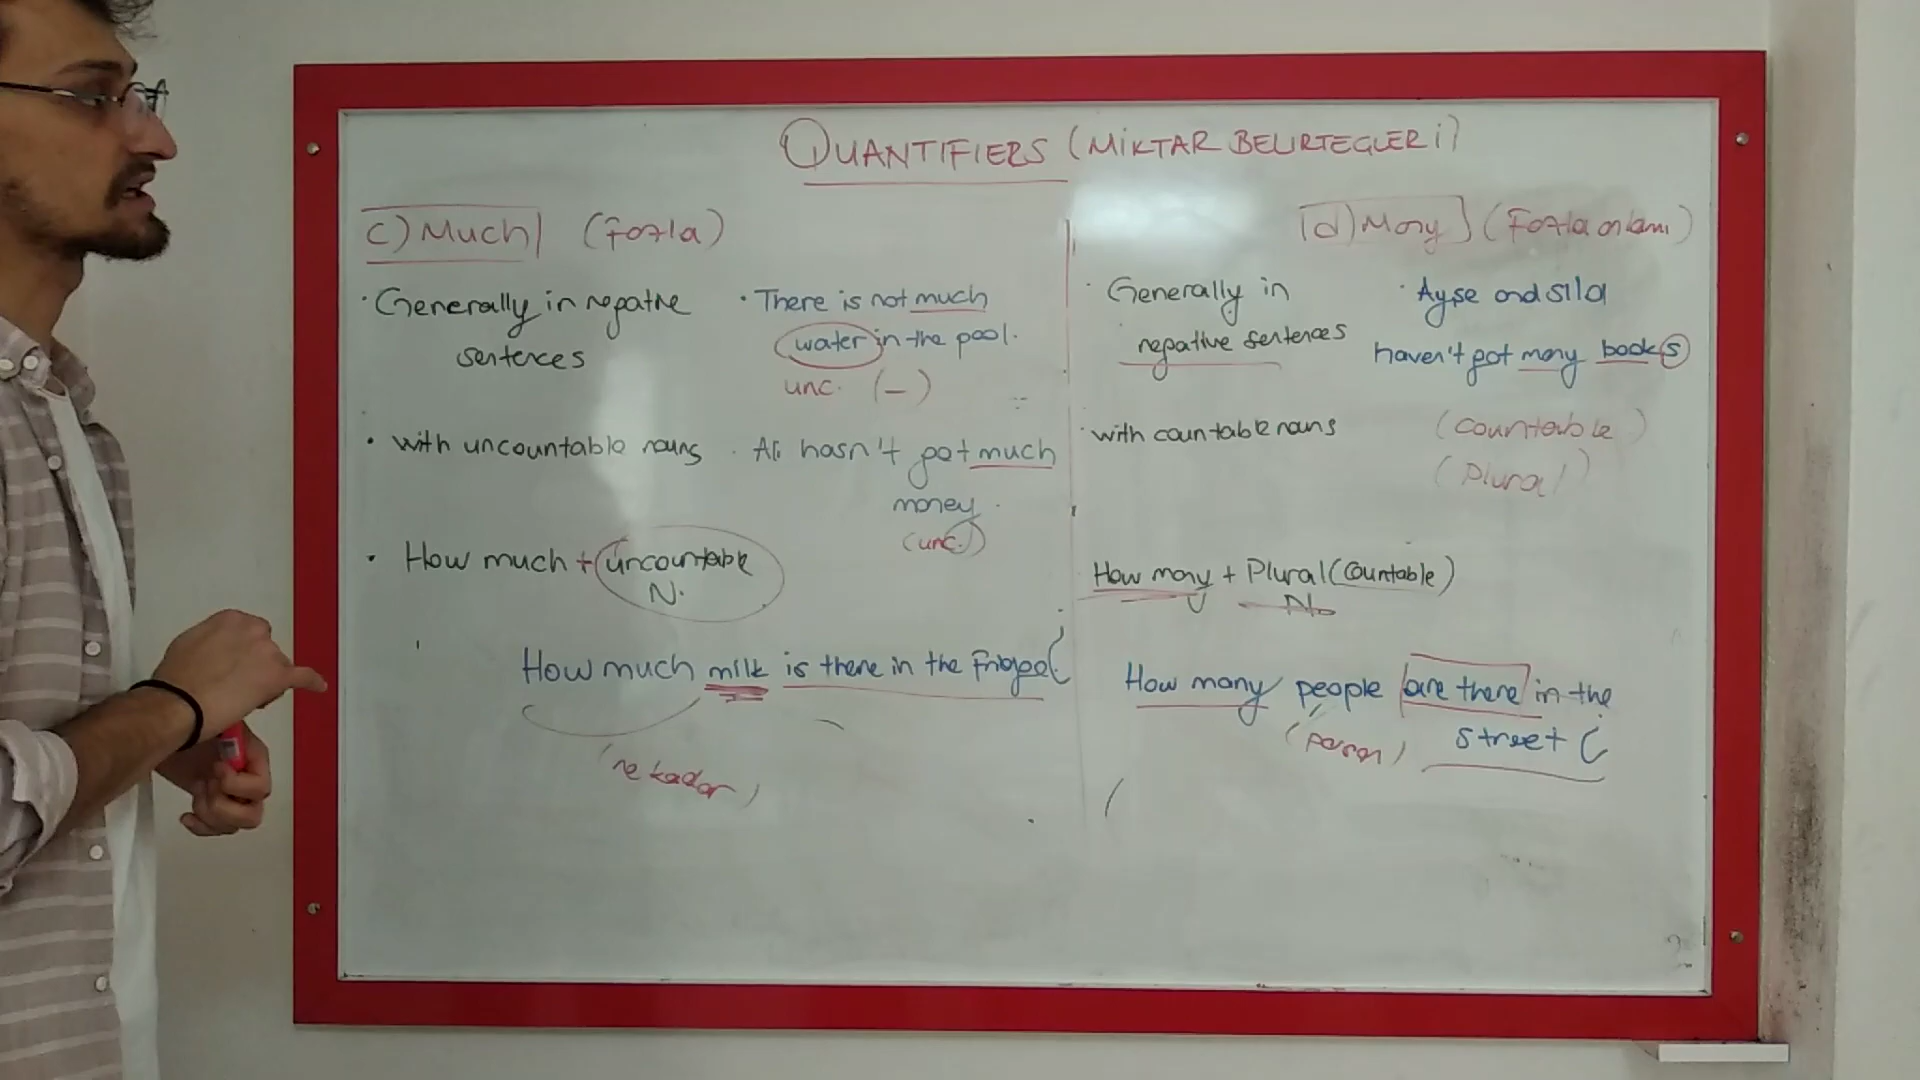 QUANTIFIERS (MİKTAR BELİRTEÇLERİ)
c) Much (Fazla)
• Generally in negative
sentences
• There is not much
water in the pool.
unc. (-)
• with uncountable nouns
• Ali hasn't got much
money.
(unc.)
• How much + uncountable
N.
How much milk is there in the fridge?
(ne kadar)
d) Many (Fazla anlamı)
• Generally in
negative sentences
• Ayşe and Sıla
haven't got many books
• with countable nouns
(countable)
(Plural)
How many + Plural (Countable)
N.
How many people are there in the
(person)
street?